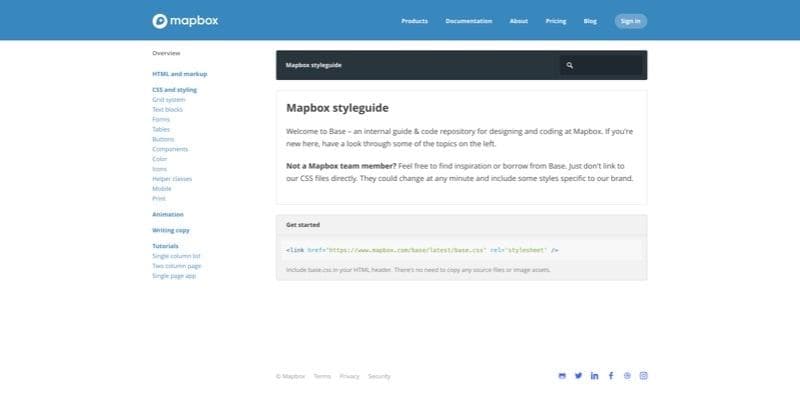 mapbox
Products Documentation About Pricing Blog Sign in
Overview
HTML and markup
CSS and styling
Grid system
Text blocks
Forms
Tables
Buttons
Components
Color
Icons
Helper classes
Mobile
Print
Animation
Writing copy
Tutorials
Single column list
Two column page
Single page app
Mapbox styleguide
Mapbox styleguide
Welcome to Base – an internal guide & code repository for designing and coding at Mapbox. If you're
new here, have a look through some of the topics on the left.
Not a Mapbox team member? Feel free to find inspiration or borrow from Base. Just don't link to
our CSS files directly. They could change at any minute and include some styles specific to our brand.
Get started
<link href="https://www.mapbox.com/base/latest/base.css" rel="stylesheet" />
Include base.css in your HTML header. There's no need to copy any source files or image assets.
© Mapbox Terms Privacy Security